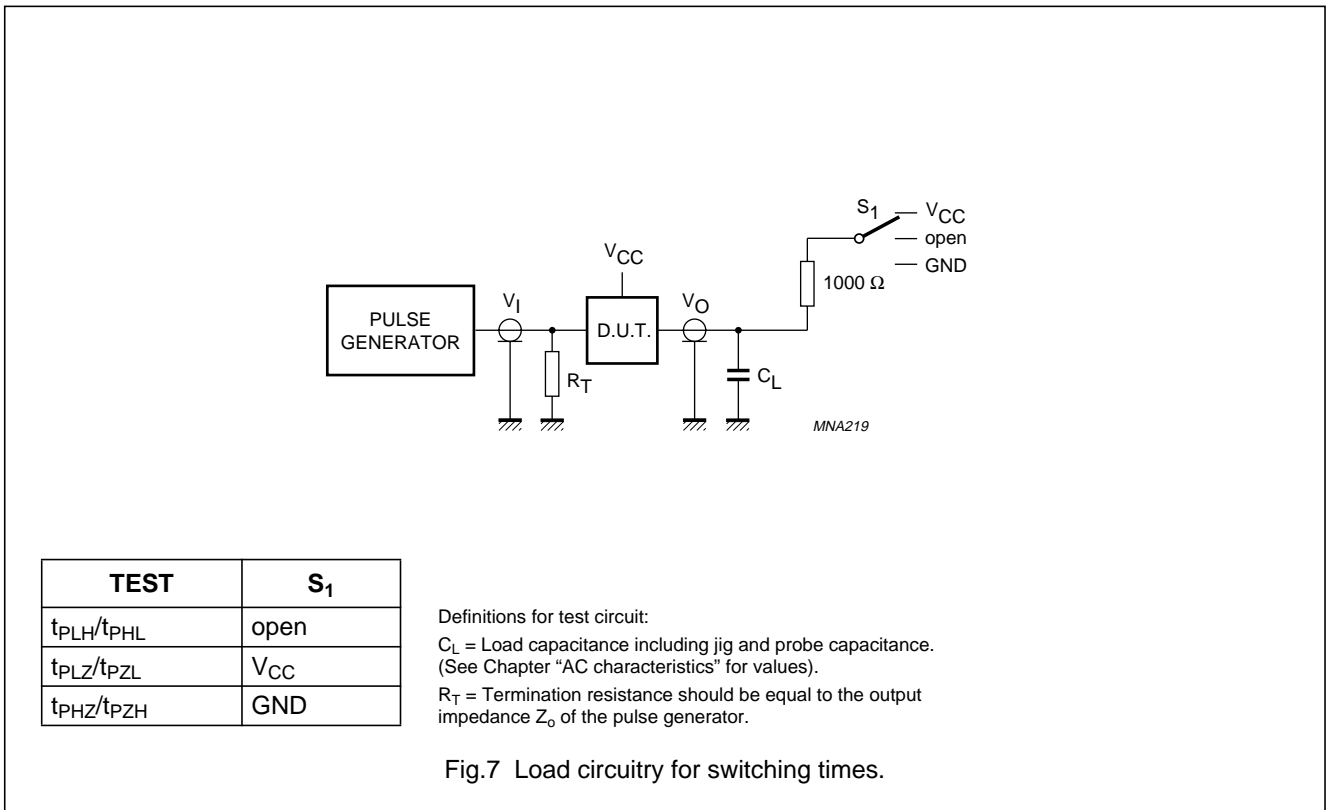 S1
VCC
open
GND
1000 Ω
VCC
PULSE
GENERATOR
VI
D.U.T.
VO
RT
CL
MNA219
TEST S1
tPLH/tPHL open
tPLZ/tPZL VCC
tPHZ/tPZH GND
Definitions for test circuit:
CL = Load capacitance including jig and probe capacitance.
(See Chapter “AC characteristics” for values).
RT = Termination resistance should be equal to the output
impedance Zo of the pulse generator.
Fig.7 Load circuitry for switching times.